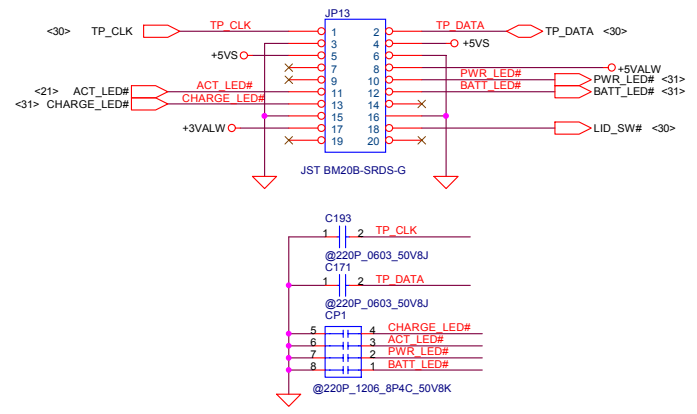 JP13
<30> TP_CLK TP_CLK 1 2 TP_DATA TP_DATA <30>
3 4 +5VS
+5VS 5 6
7 8 +5VALW
9 10 PWR_LED# PWR_LED# <31>
<21> ACT_LED# ACT_LED# 11 12 BATT_LED# BATT_LED# <31>
<31> CHARGE_LED# CHARGE_LED# 13 14
15 16
+3VALW 17 18 LID_SW# <30>
19 20
JST BM20B-SRDS-G
C193
1 2 TP_CLK
@220P_0603_50V8J
C171
1 2 TP_DATA
@220P_0603_50V8J
CP1
5 4 CHARGE_LED#
6 3 ACT_LED#
7 2 PWR_LED#
8 1 BATT_LED#
@220P_1206_8P4C_50V8K